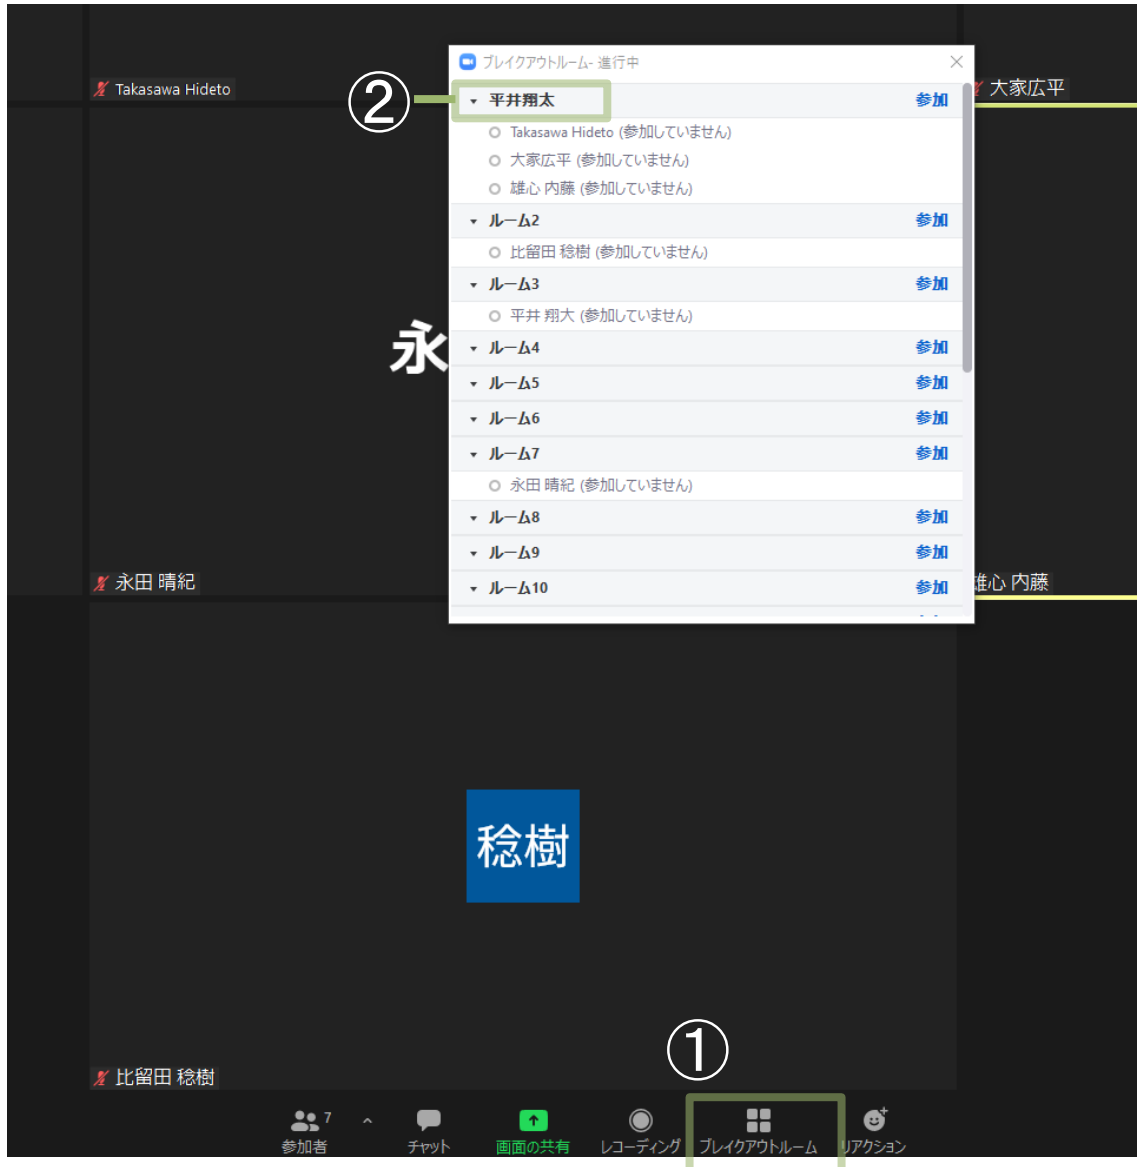 Takasawa Hideto
大家広平
②
ブレイクアウトルーム - 進行中
平井翔太 参加
Takasawa Hideto (参加していません)
大家広平 (参加していません)
雄心 内藤 (参加していません)
ルーム2 参加
比留田 稔樹 (参加していません)
ルーム3 参加
平井 翔大 (参加していません)
ルーム4 参加
ルーム5 参加
ルーム6 参加
ルーム7 参加
永田 晴紀 (参加していません)
ルーム8 参加
ルーム9 参加
ルーム10 参加
永
永田 晴紀
雄心 内藤
稔樹
比留田 稔樹
①
参加者 7
チャット
画面の共有
レコーディング
ブレイクアウトルーム
リアクション